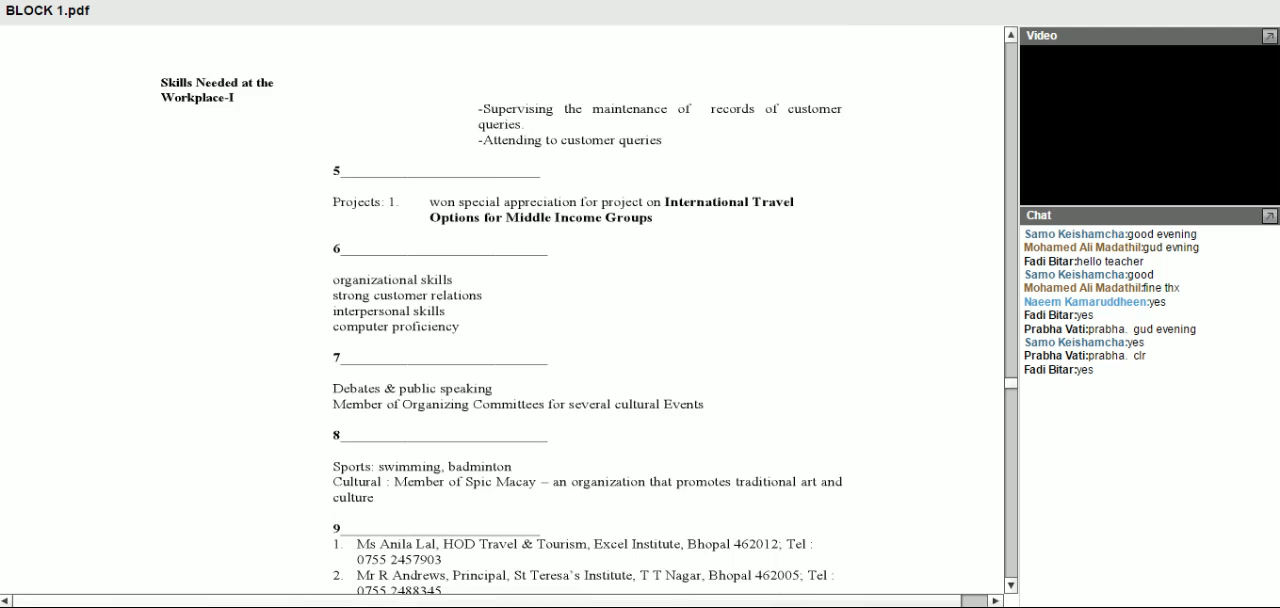 BLOCK 1.pdf
Skills Needed at the
Workplace-I
-Supervising the maintenance of records of customer
queries.
-Attending to customer queries
5______________________________
Projects: 1. won special appreciation for project on International Travel
Options for Middle Income Groups
6_______________________________
organizational skills
strong customer relations
interpersonal skills
computer proficiency
7_______________________________
Debates & public speaking
Member of Organizing Committees for several cultural Events
8_______________________________
Sports: swimming, badminton
Cultural : Member of Spic Macay – an organization that promotes traditional art and
culture
9______________________________
1. Ms Anila Lal, HOD Travel & Tourism, Excel Institute, Bhopal 462012; Tel :
0755 2457903
2. Mr R Andrews, Principal, St Teresa`s Institute, T T Nagar, Bhopal 462005; Tel :
0755 2488345
Video
Chat
Samo Keishamcha:good evening
Mohamed Ali Madathil:gud evning
Fadi Bitar:hello teacher
Samo Keishamcha:good
Mohamed Ali Madathil:fine thx
Naeem Kamaruddheen:yes
Fadi Bitar:yes
Prabha Vati:prabha. gud evening
Samo Keishamcha:yes
Prabha Vati:prabha. clr
Fadi Bitar:yes